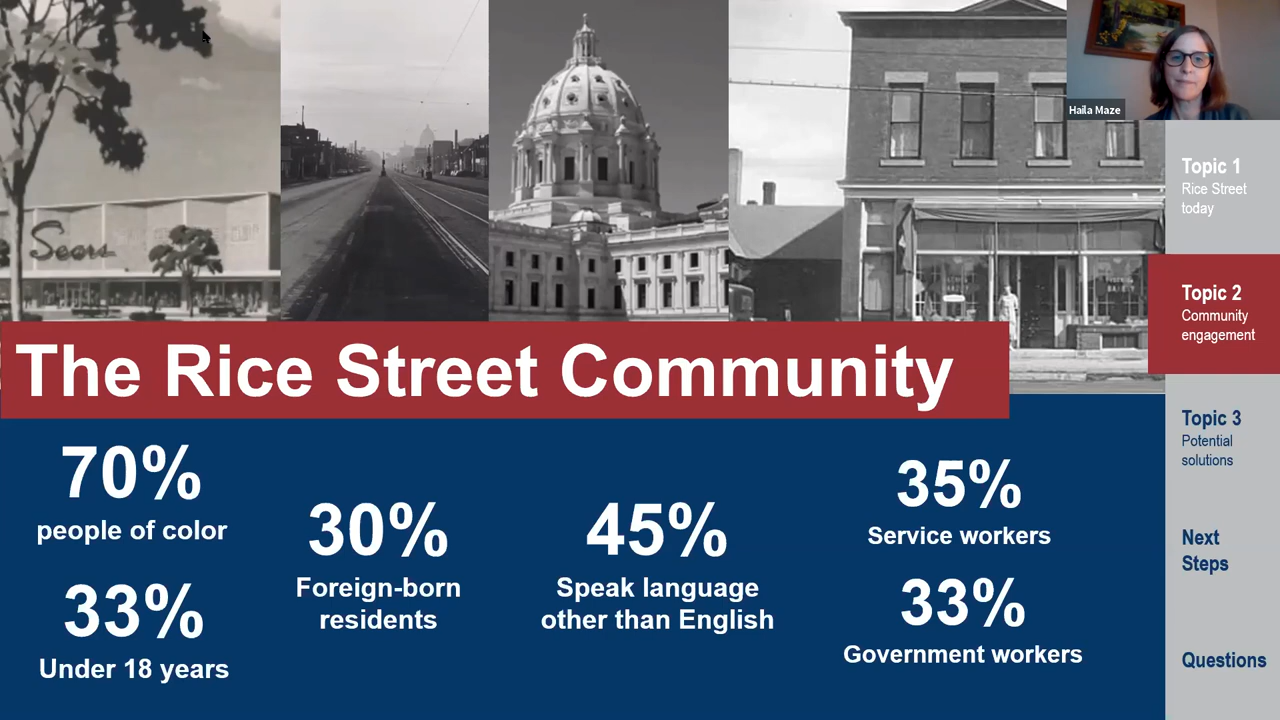 Sears
Haila Maze
Topic 1
Rice Street
today
Topic 2
Community
engagement
Topic 3
Potential
solutions
Next
Steps
Questions
The Rice Street Community
70%
people of color
33%
Under 18 years
30%
Foreign-born
residents
45%
Speak language
other than English
35%
Service workers
33%
Government workers